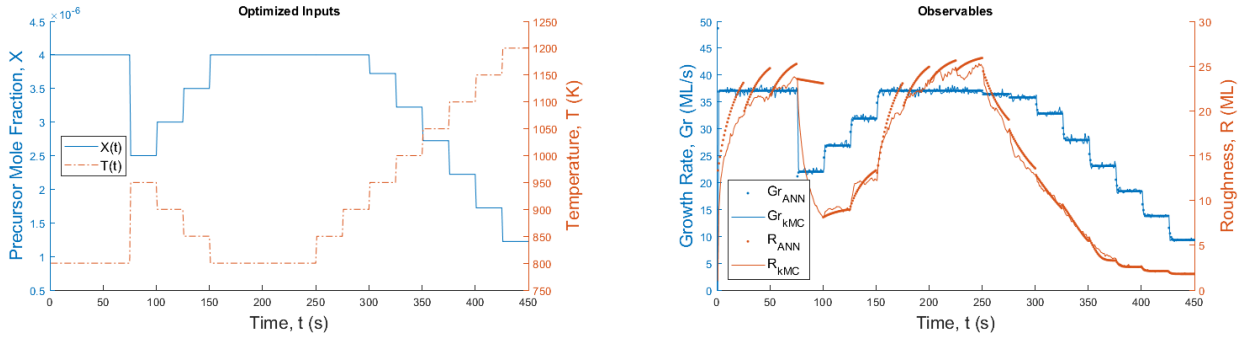 Optimized Inputs
4.5
×10⁻⁶
4
3.5
3
2.5
2
1.5
1
0.5
Precursor Mole Fraction, X
X(t)
T(t)
0 50 100 150 200 250 300 350 400 450
Time, t (s)
1250
1200
1150
1100
1050
1000
950
900
850
800
750
Temperature, T (K)
Observables
50
45
40
35
30
25
20
15
10
5
0
Growth Rate, Gr (ML/s)
Gr_ANN
Gr_kMC
R_ANN
R_kMC
0 50 100 150 200 250 300 350 400 450
Time, t (s)
30
25
20
15
10
5
0
Roughness, R (ML)